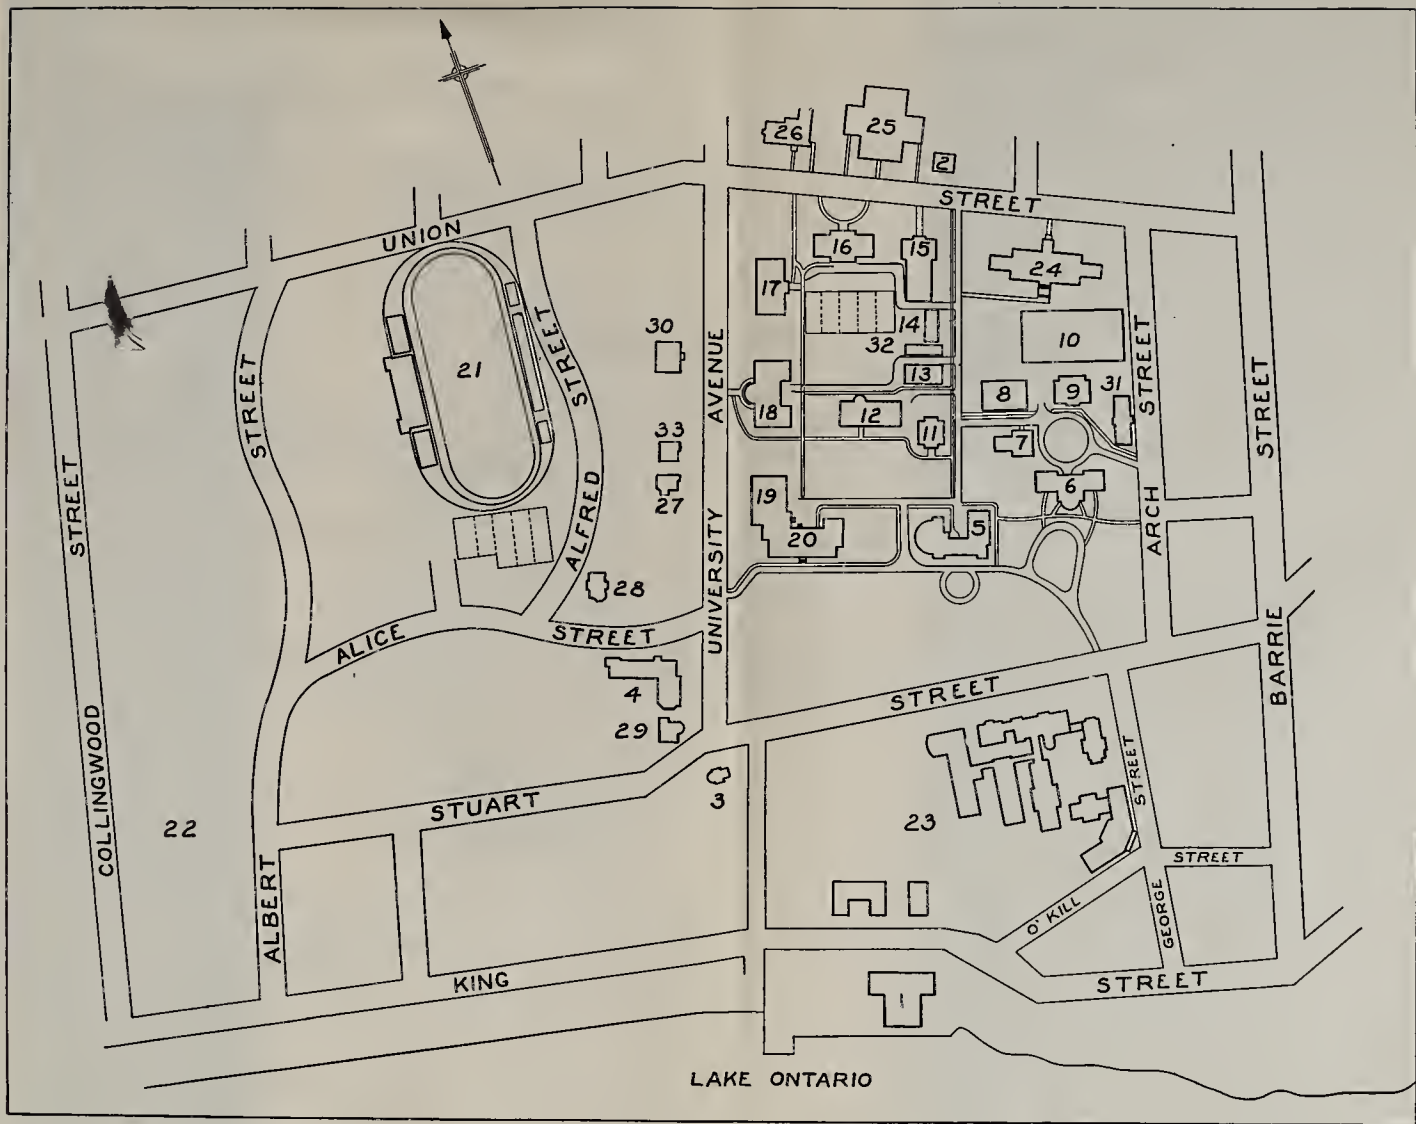 26
25
2
STREET
UNION
16
15
24
17
STREET
30
14
10
21
AVENUE
32
STREET
STREET
13
31
STREET
STREET
18
12
8
9
33
11
7
STREET
27
19
6
ALFRED
20
5
ARCH
28
UNIVERSITY
ALICE
STREET
BARRIE
4
STREET
29
COLLINGWOOD
STREET
3
STUART
22
23
STREET
ALBERT
O'KILL
GEORGE
KING
STREET
1
LAKE ONTARIO